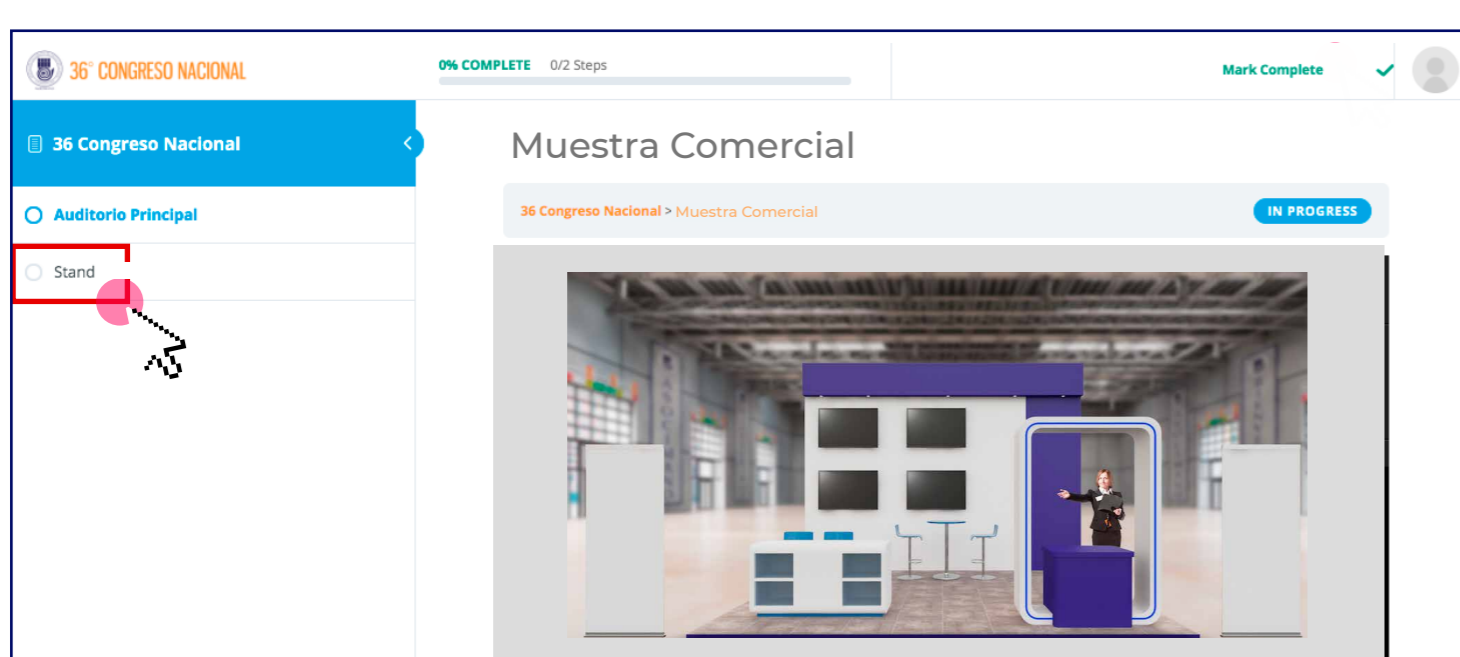 36° CONGRESO NACIONAL
0% COMPLETE 0/2 Steps
Mark Complete
36 Congreso Nacional
Auditorio Principal
Stand
Muestra Comercial
36 Congreso Nacional > Muestra Comercial
IN PROGRESS